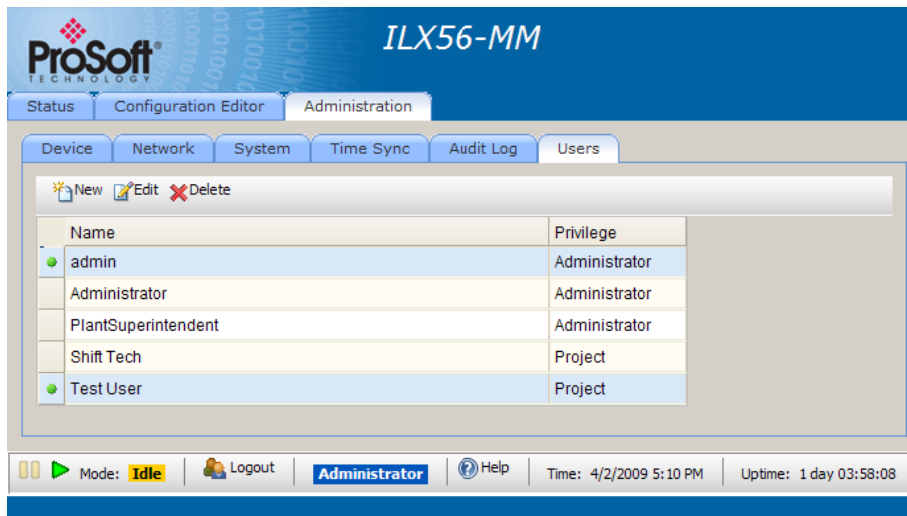 ILX56-MM
ProSoft®
TECHNOLOGY
Status Configuration Editor Administration
Device Network System Time Sync Audit Log Users
New Edit Delete
Name Privilege
admin Administrator
Administrator Administrator
PlantSuperintendent Administrator
Shift Tech Project
Test User Project
Mode: Idle Logout Administrator Help Time: 4/2/2009 5:10 PM Uptime: 1 day 03:58:08